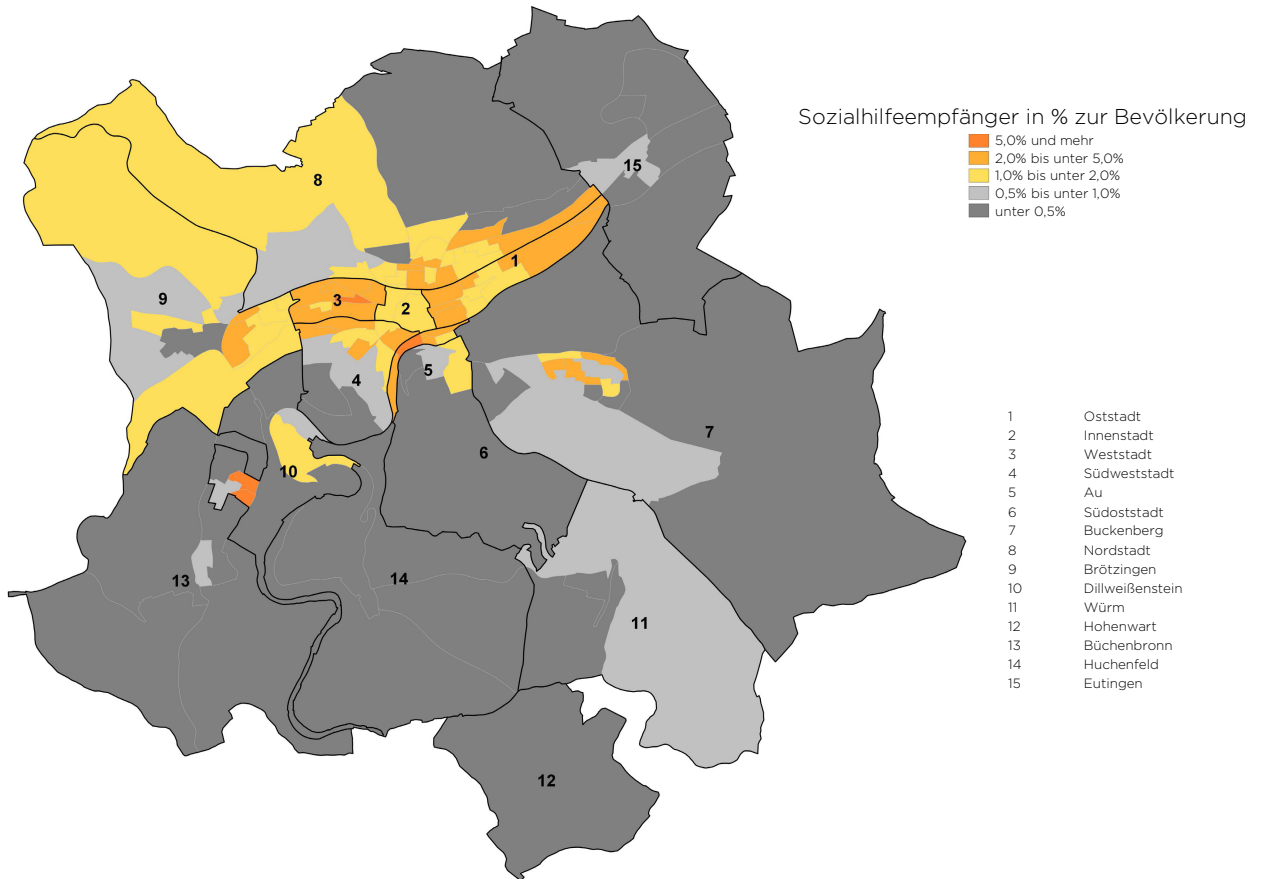 Sozialhilfeempfänger in % zur Bevölkerung
5,0% und mehr
2,0% bis unter 5,0%
1,0% bis unter 2,0%
0,5% bis unter 1,0%
unter 0,5%
15
8
1
9
3
2
5
4
7
6
10
13
14
11
12
1 Oststadt
2 Innenstadt
3 Weststadt
4 Südweststadt
5 Au
6 Südoststadt
7 Buckenberg
8 Nordstadt
9 Brötzingen
10 Dillweißenstein
11 Würm
12 Hohenwart
13 Büchenbronn
14 Huchenfeld
15 Eutingen